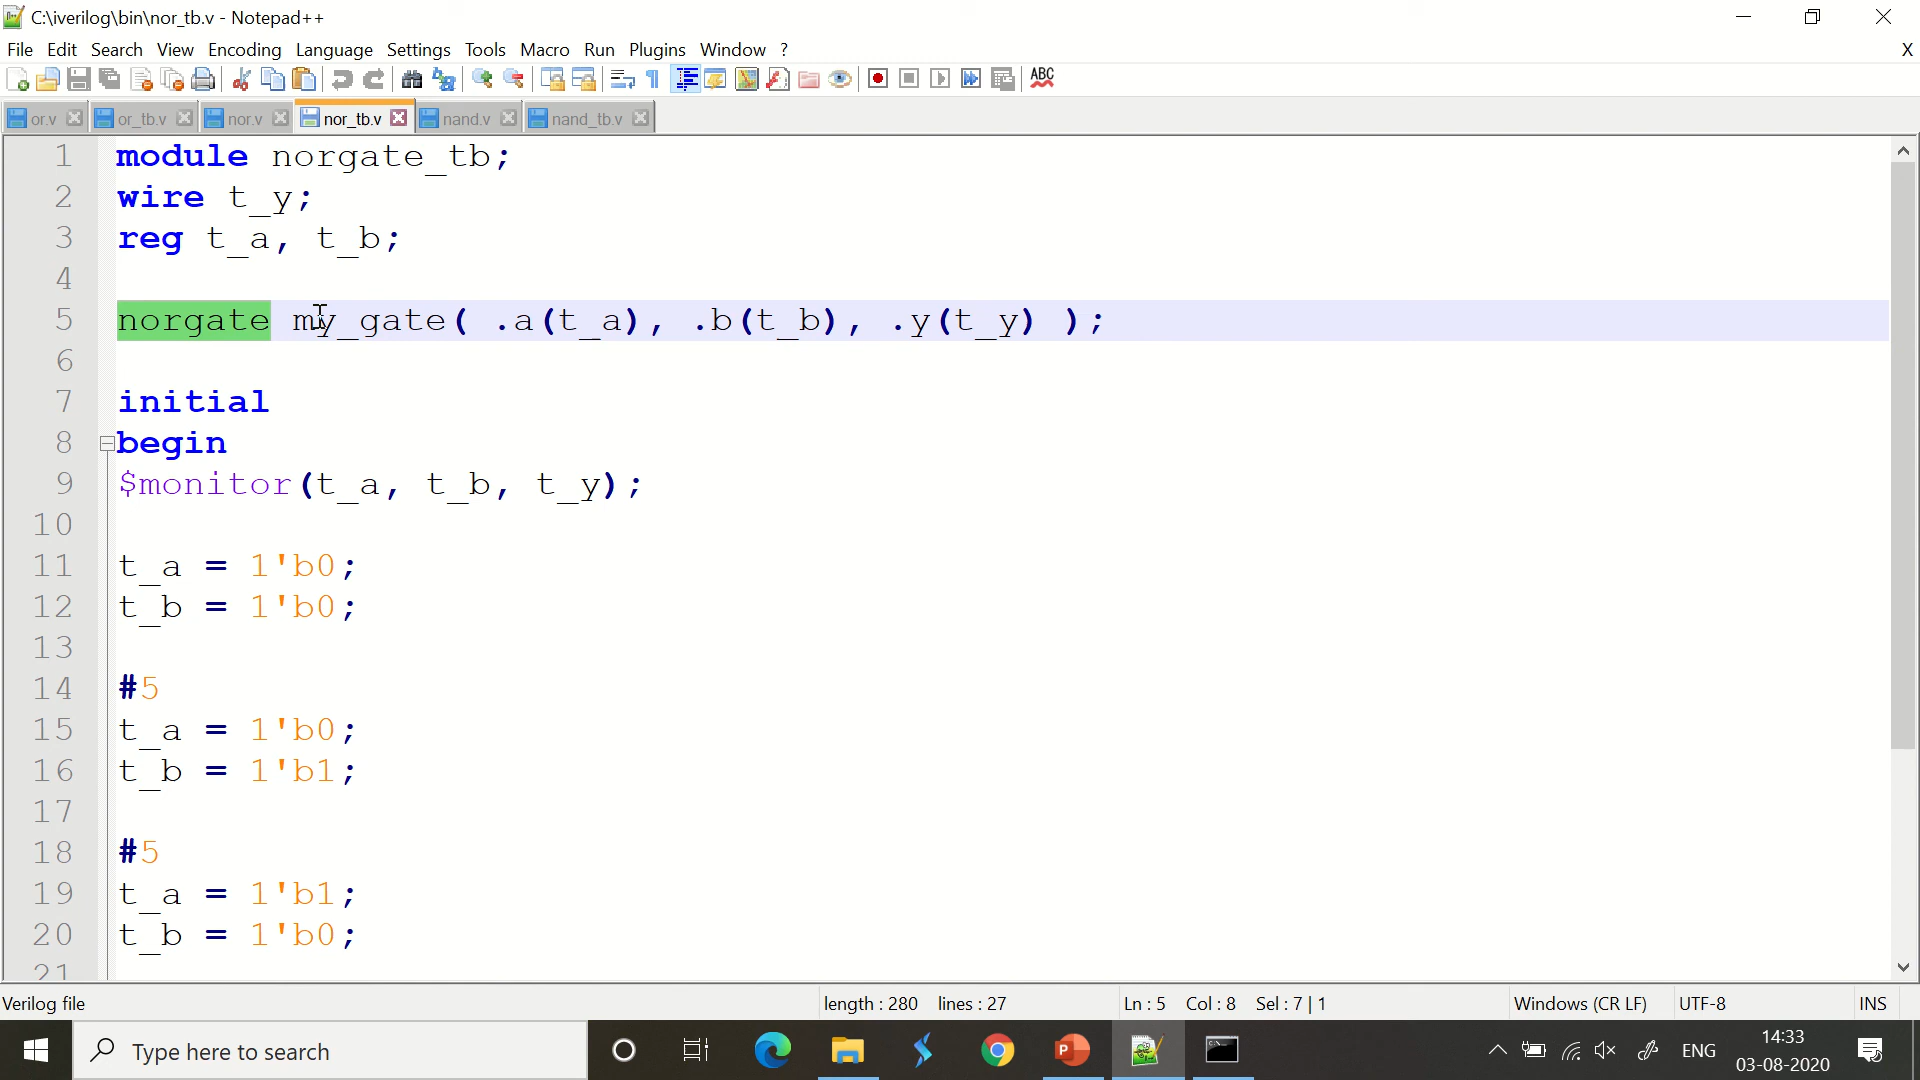 C:\iverilog\bin\nor_tb.v - Notepad++
File Edit Search View Encoding Language Settings Tools Macro Run Plugins Window ?
X
ABC
or.v or_tb.v nor.v nor_tb.v nand.v nand_tb.v
1 module norgate_tb;
2 wire t_y;
3 reg t_a, t_b;
4
5 norgate my_gate( .a(t_a), .b(t_b), .y(t_y) );
6
7 initial
8 begin
9 $monitor(t_a, t_b, t_y);
10
11 t_a = 1'b0;
12 t_b = 1'b0;
13
14 #5
15 t_a = 1'b0;
16 t_b = 1'b1;
17
18 #5
19 t_a = 1'b1;
20 t_b = 1'b0;
21
Verilog file length : 280 lines : 27 Ln : 5 Col : 8 Sel : 7 | 1 Windows (CR LF) UTF-8 INS
Type here to search
ENG
14:33
03-08-2020